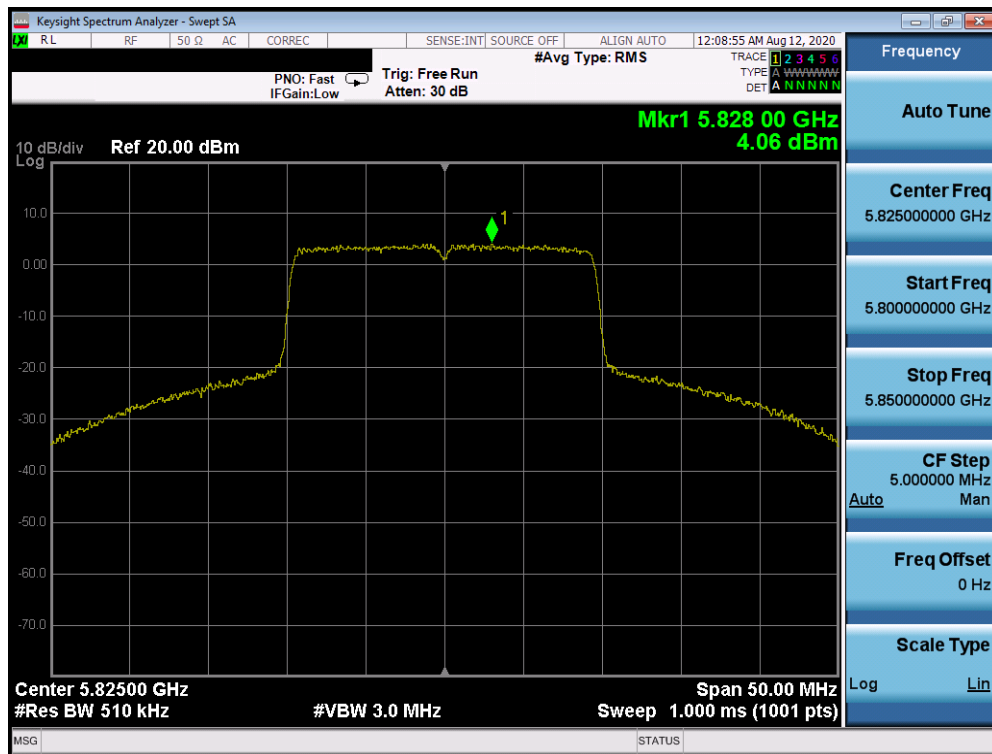 Keysight Spectrum Analyzer - Swept SA
LXI RL RF 50 Ω AC CORREC SENSE:INT SOURCE OFF ALIGN AUTO 12:08:55 AM Aug 12, 2020
#Avg Type: RMS
TRACE 1 2 3 4 5 6
PNO: Fast Trig: Free Run
TYPE A WWWWW
IFGain:Low Atten: 30 dB
DET A N N N N N
Mkr1 5.828 00 GHz
4.06 dBm
10 dB/div Ref 20.00 dBm
Log
10.0
1
0.00
-10.0
-20.0
-30.0
-40.0
-50.0
-60.0
-70.0
Center 5.82500 GHz Span 50.00 MHz
#Res BW 510 kHz #VBW 3.0 MHz Sweep 1.000 ms (1001 pts)
MSG STATUS
Frequency
Auto Tune
Center Freq
5.825000000 GHz
Start Freq
5.800000000 GHz
Stop Freq
5.850000000 GHz
CF Step
5.000000 MHz
Auto Man
Freq Offset
0 Hz
Scale Type
Log Lin